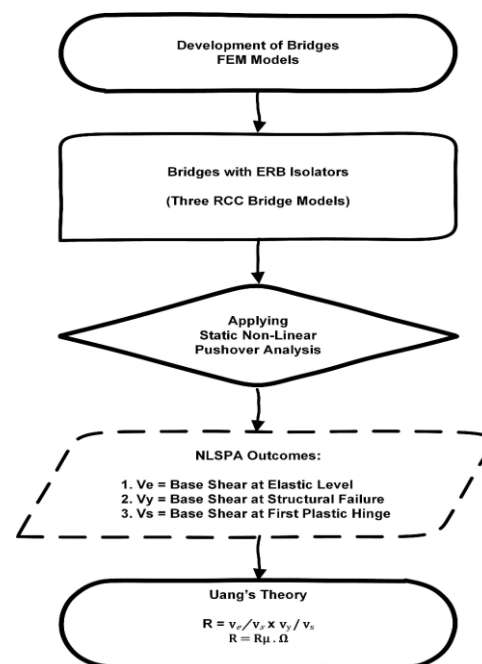 Development of Bridges
FEM Models
Bridges with ERB Isolators
(Three RCC Bridge Models)
Applying
Static Non-Linear
Pushover Analysis
NLSPA Outcomes:
1. Ve = Base Shear at Elastic Level
2. Vy = Base Shear at Structural Failure
3. Vs = Base Shear at First Plastic Hinge
Uang's Theory
R = vₑ/vₛ x vᵧ / vₛ
R = Rμ . Ω